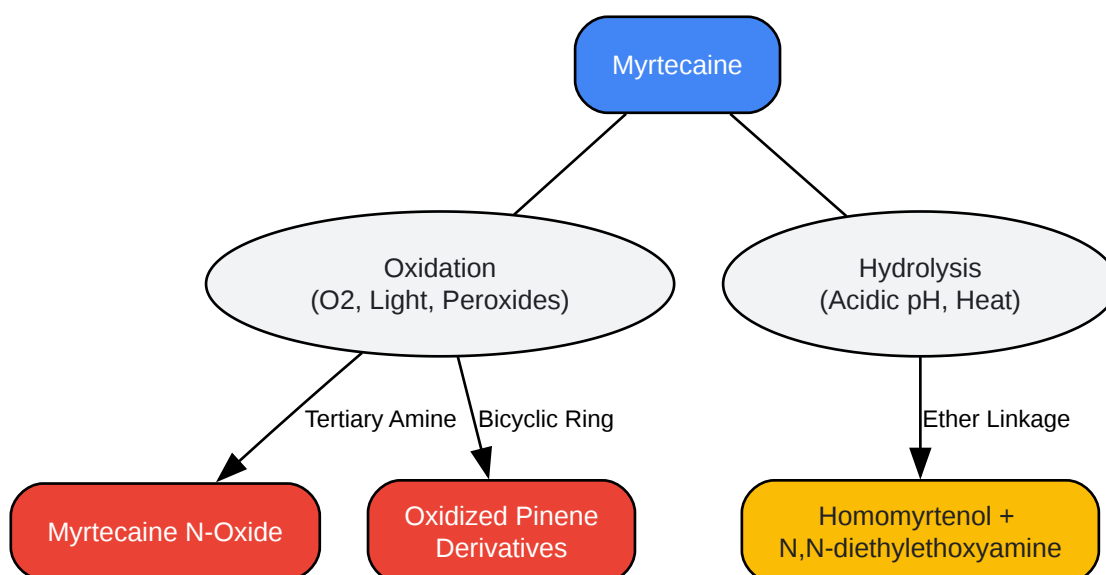 Myrtecaine
Oxidation
(O2, Light, Peroxides)
Hydrolysis
(Acidic pH, Heat)
Tertiary Amine
Bicyclic Ring
Ether Linkage
Myrtecaine N-Oxide
Oxidized Pinene
Derivatives
Homomyrtenol +
N,N-diethylethoxyamine